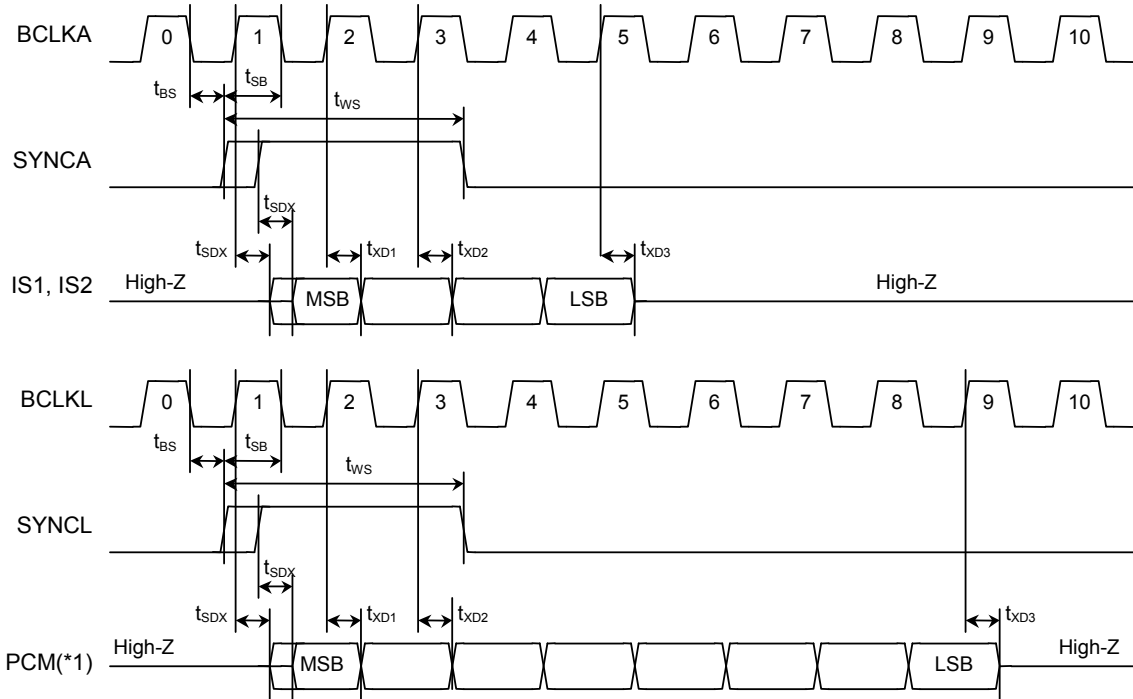 BCLKA 0 1 2 3 4 5 6 7 8 9 10
tBS tSB
tWS
SYNCA
tSDX
tSDX tXD1 tXD2 tXD3
IS1, IS2 High-Z MSB LSB High-Z
BCLKL 0 1 2 3 4 5 6 7 8 9 10
tBS tSB
tWS
SYNCL
tSDX
tSDX tXD1 tXD2 tXD3
PCM(*1) High-Z MSB LSB High-Z